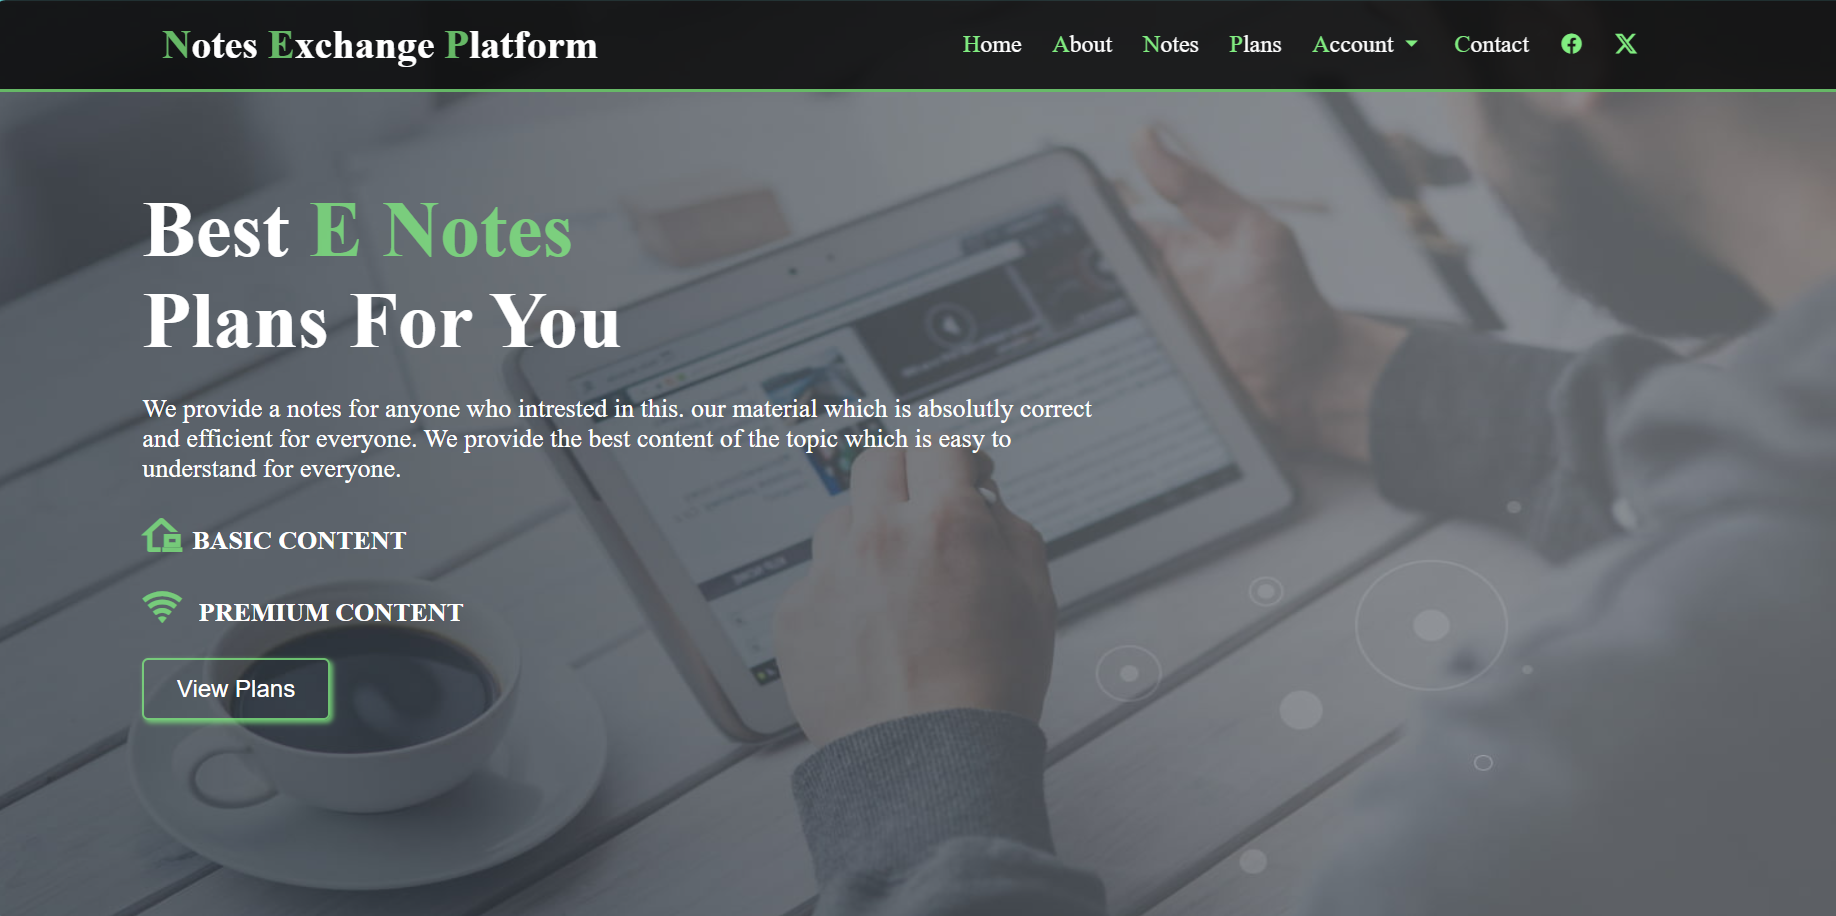 Notes Exchange Platform
Home About Notes Plans Account Contact
Best E Notes
Plans For You
We provide a notes for anyone who intrested in this. our material which is absolutly correct
and efficient for everyone. We provide the best content of the topic which is easy to
understand for everyone.
BASIC CONTENT
PREMIUM CONTENT
View Plans